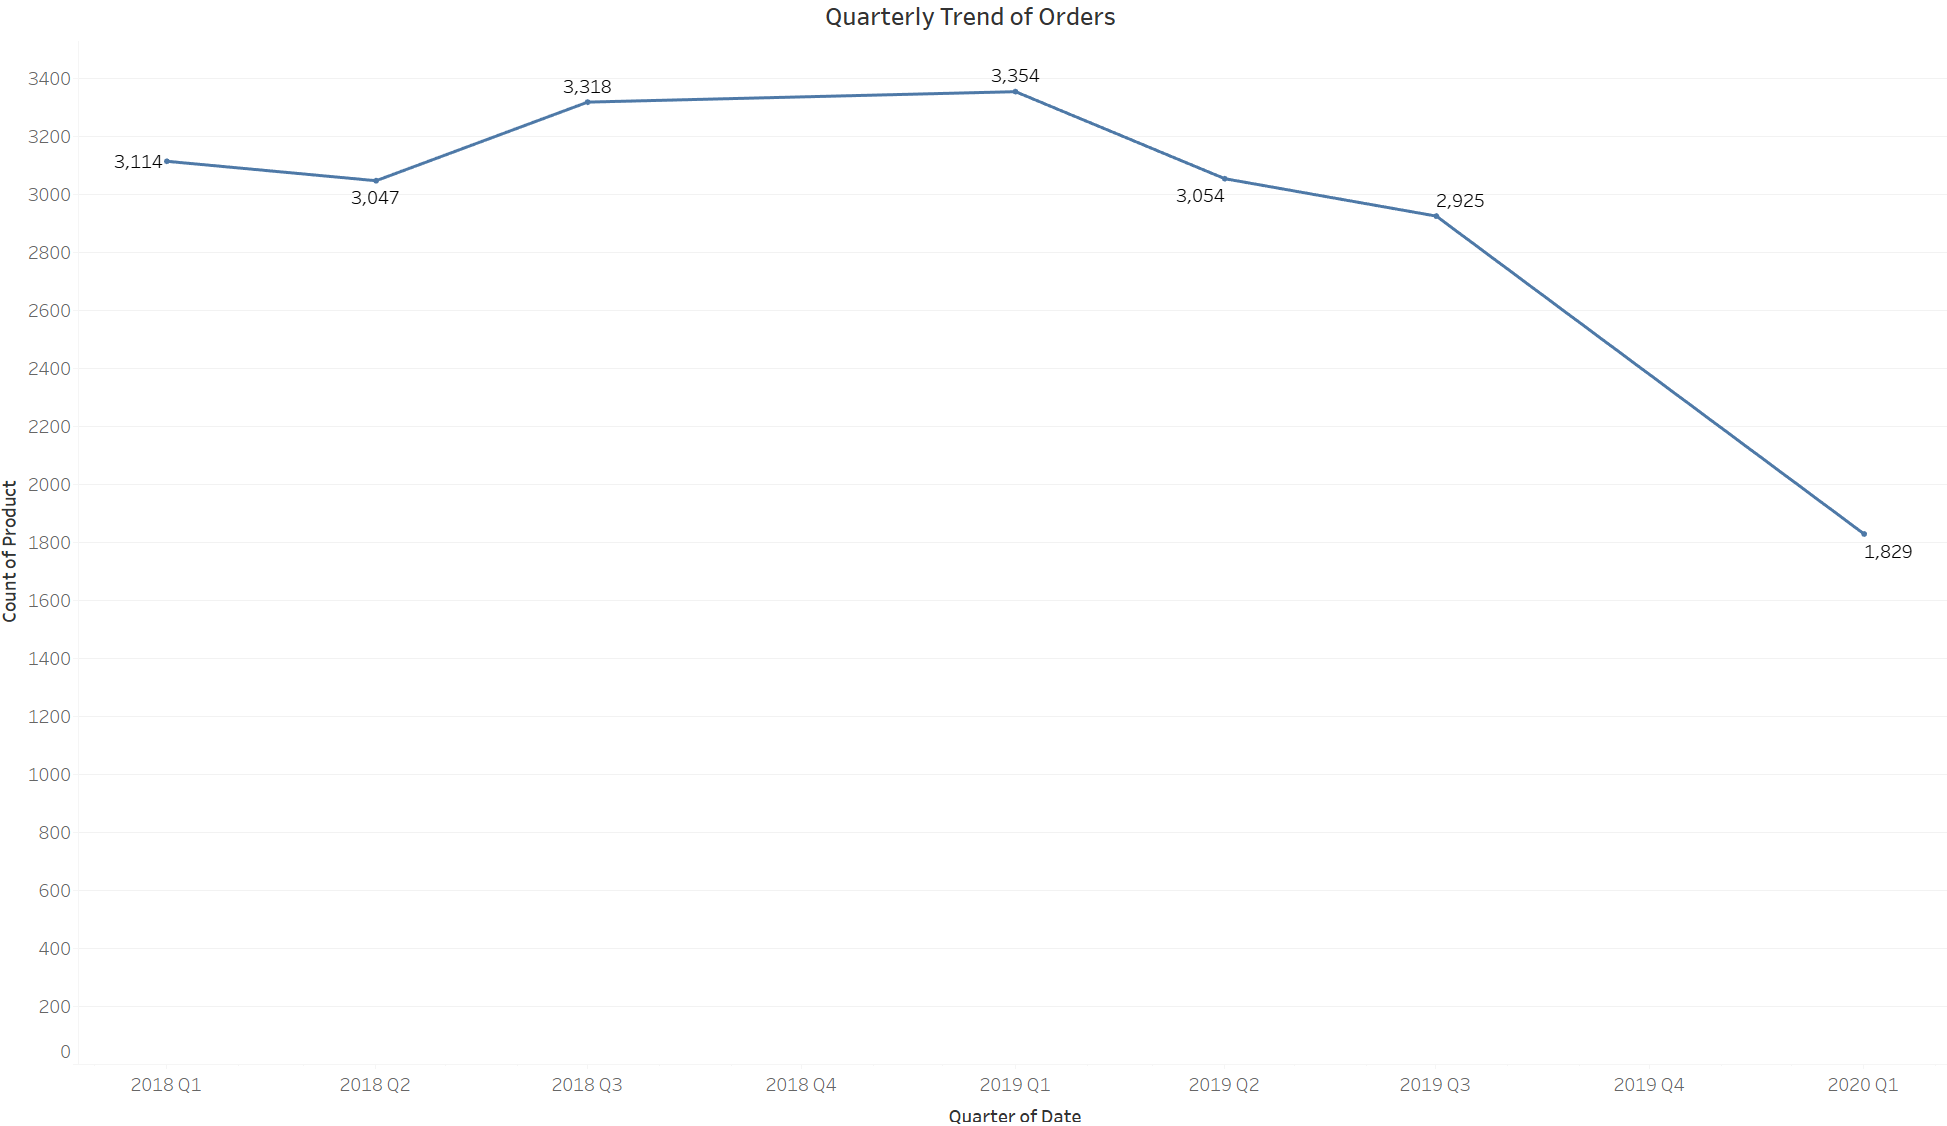 Quarterly Trend of Orders
3400
3200
3000
2800
2600
2400
2200
2000
1800
1600
1400
1200
1000
800
600
400
200
0
Count of Product
3,114
3,047
3,318
3,354
3,054
2,925
1,829
2018 Q1
2018 Q2
2018 Q3
2018 Q4
2019 Q1
2019 Q2
2019 Q3
2019 Q4
2020 Q1
Quarter of Date